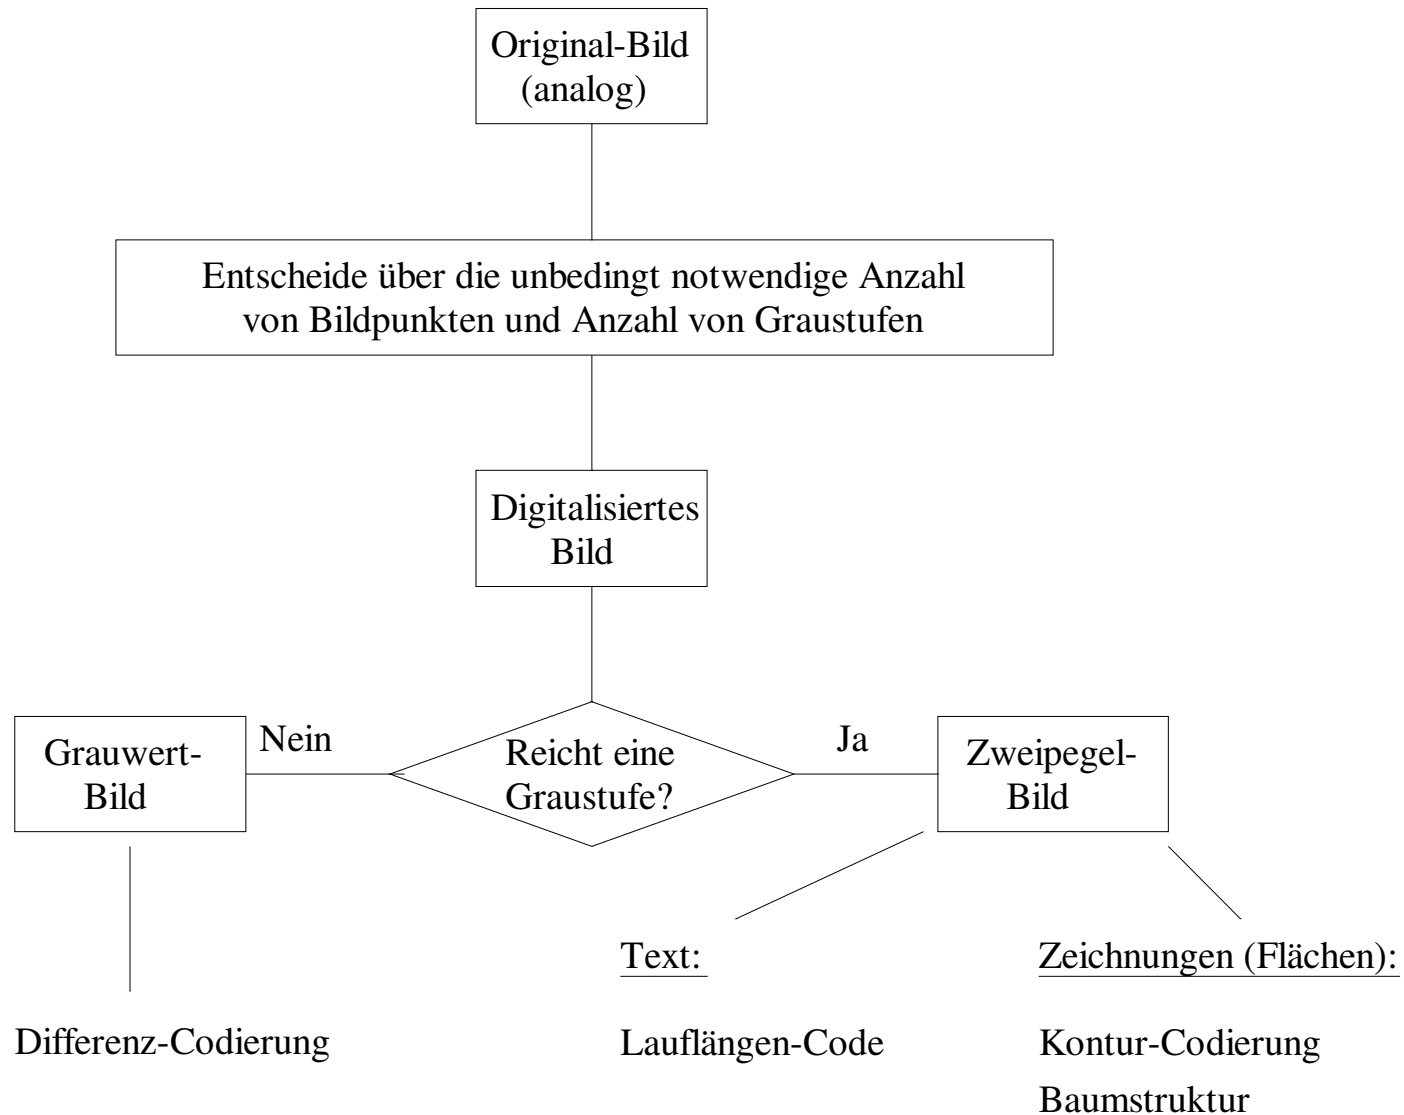 Original-Bild
(analog)
Entscheide über die unbedingt notwendige Anzahl
von Bildpunkten und Anzahl von Graustufen
Digitalisiertes
Bild
Grauwert-
Bild
Nein
Reicht eine
Graustufe?
Ja
Zweipegel-
Bild
Text:
Zeichnungen (Flächen):
Differenz-Codierung
Lauflängen-Code
Kontur-Codierung
Baumstruktur